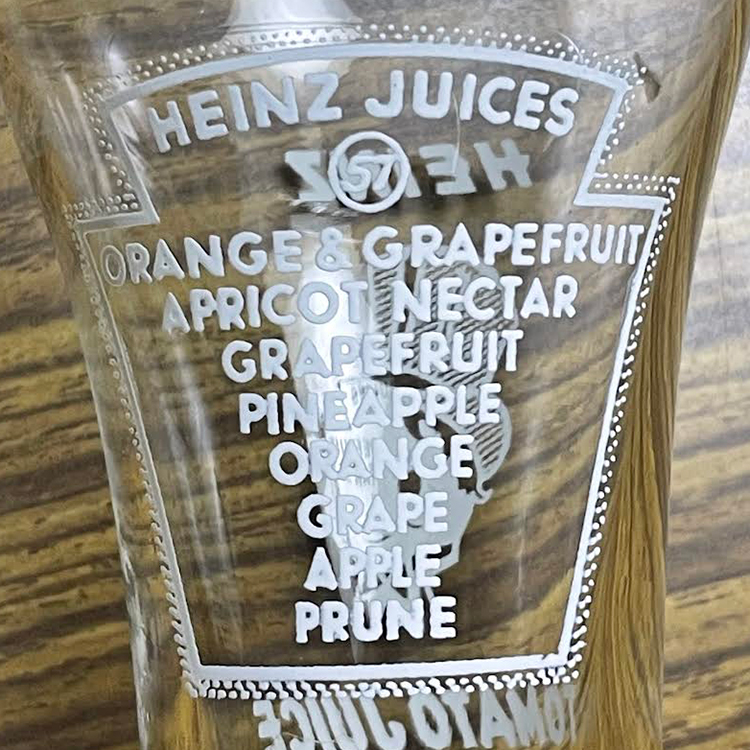 HEINZ JUICES
HEINZ
57
ORANGE & GRAPEFRUIT
APRICOT NECTAR
GRAPEFRUIT
PINEAPPLE
ORANGE
GRAPE
APPLE
PRUNE
TOMATO JUICE